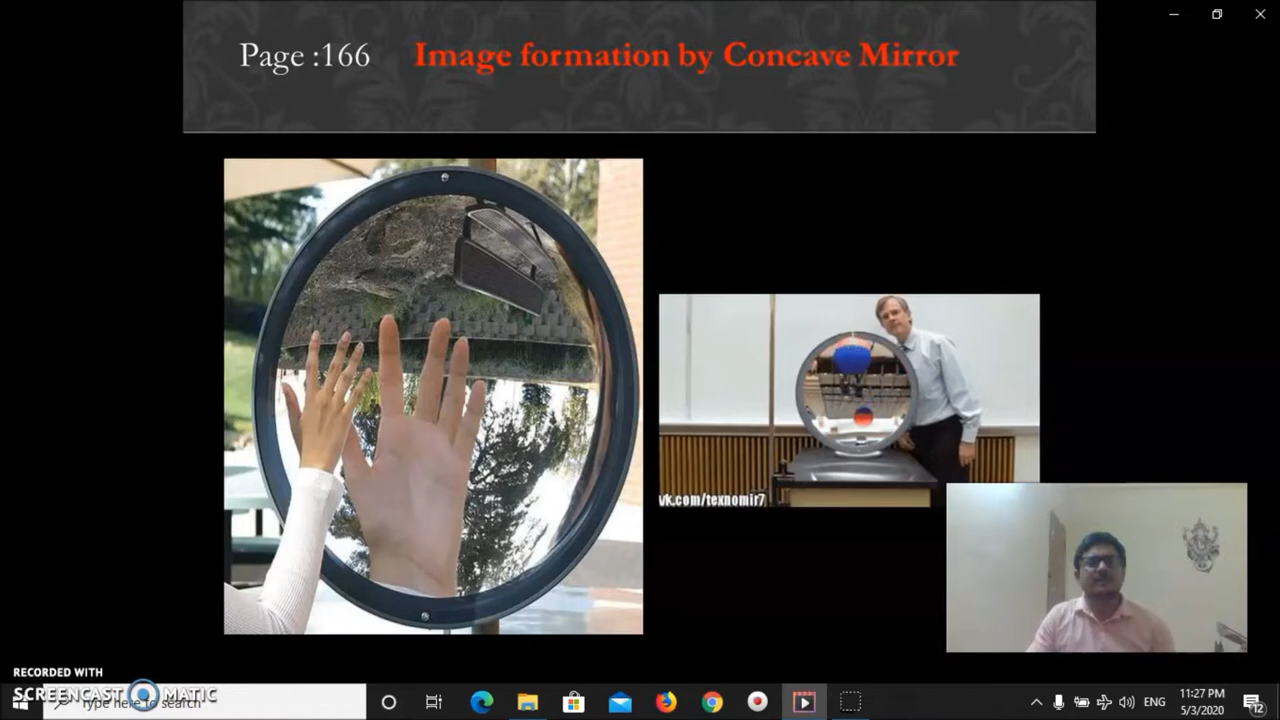 Page :166 Image formation by Concave Mirror
vk.com/texnomir7
RECORDED WITH
SCREENCAST MATIC
Type here to search
ENG
11:27 PM
5/3/2020
12